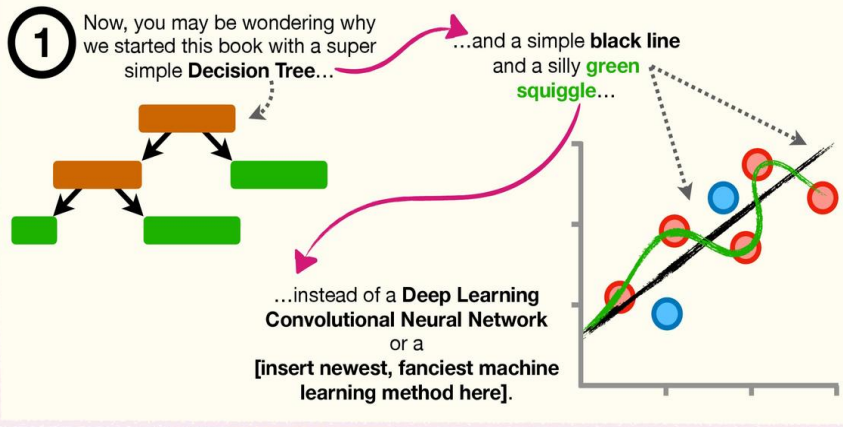 1
Now, you may be wondering why
we started this book with a super
simple Decision Tree...
...and a simple black line
and a silly green
squiggle...
...instead of a Deep Learning
Convolutional Neural Network
or a
[insert newest, fanciest machine
learning method here].